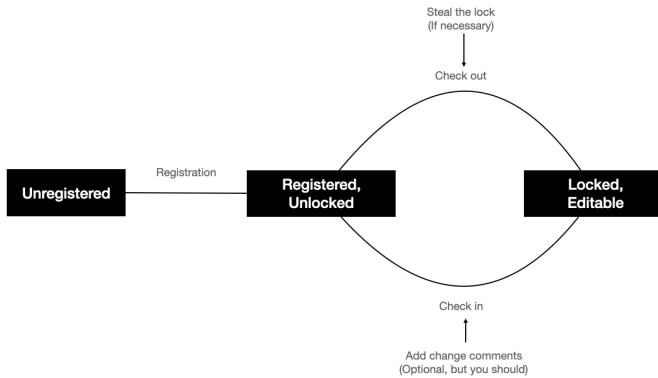 Steal the lock
(If necessary)
Check out
Registration
Unregistered
Registered,
Unlocked
Locked,
Editable
Check in
Add change comments
(Optional, but you should)